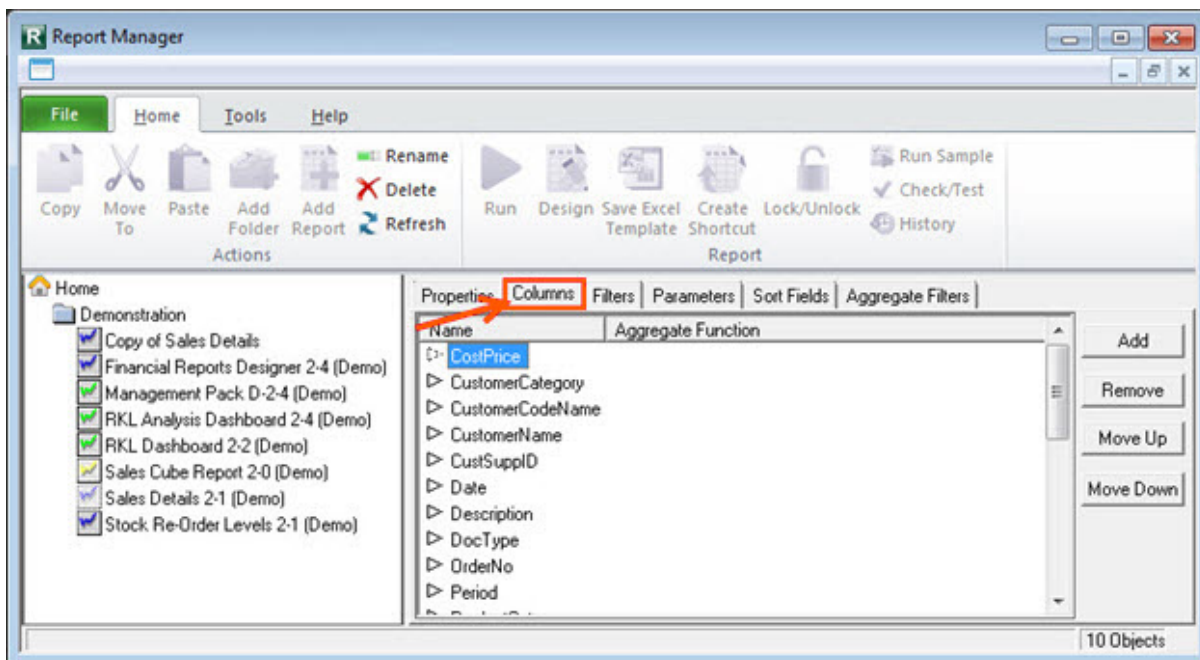 Report Manager
File Home Tools Help
Copy Move To Paste Add Folder Add Report Rename Delete Refresh
Run Design Save Excel Template Create Shortcut Lock/Unlock Run Sample Check/Test History
Actions Report
Home
Demonstration
Copy of Sales Details
Financial Reports Designer 2-4 (Demo)
Management Pack D-2-4 (Demo)
RKL Analysis Dashboard 2-4 (Demo)
RKL Dashboard 2-2 (Demo)
Sales Cube Report 2-0 (Demo)
Sales Details 2-1 (Demo)
Stock Re-Order Levels 2-1 (Demo)
Properties Columns Filters Parameters Sort Fields Aggregate Filters
Name Aggregate Function
CostPrice
CustomerCategory
CustomerCodeName
CustomerName
CustSuppID
Date
Description
DocType
OrderNo
Period
Add
Remove
Move Up
Move Down
10 Objects